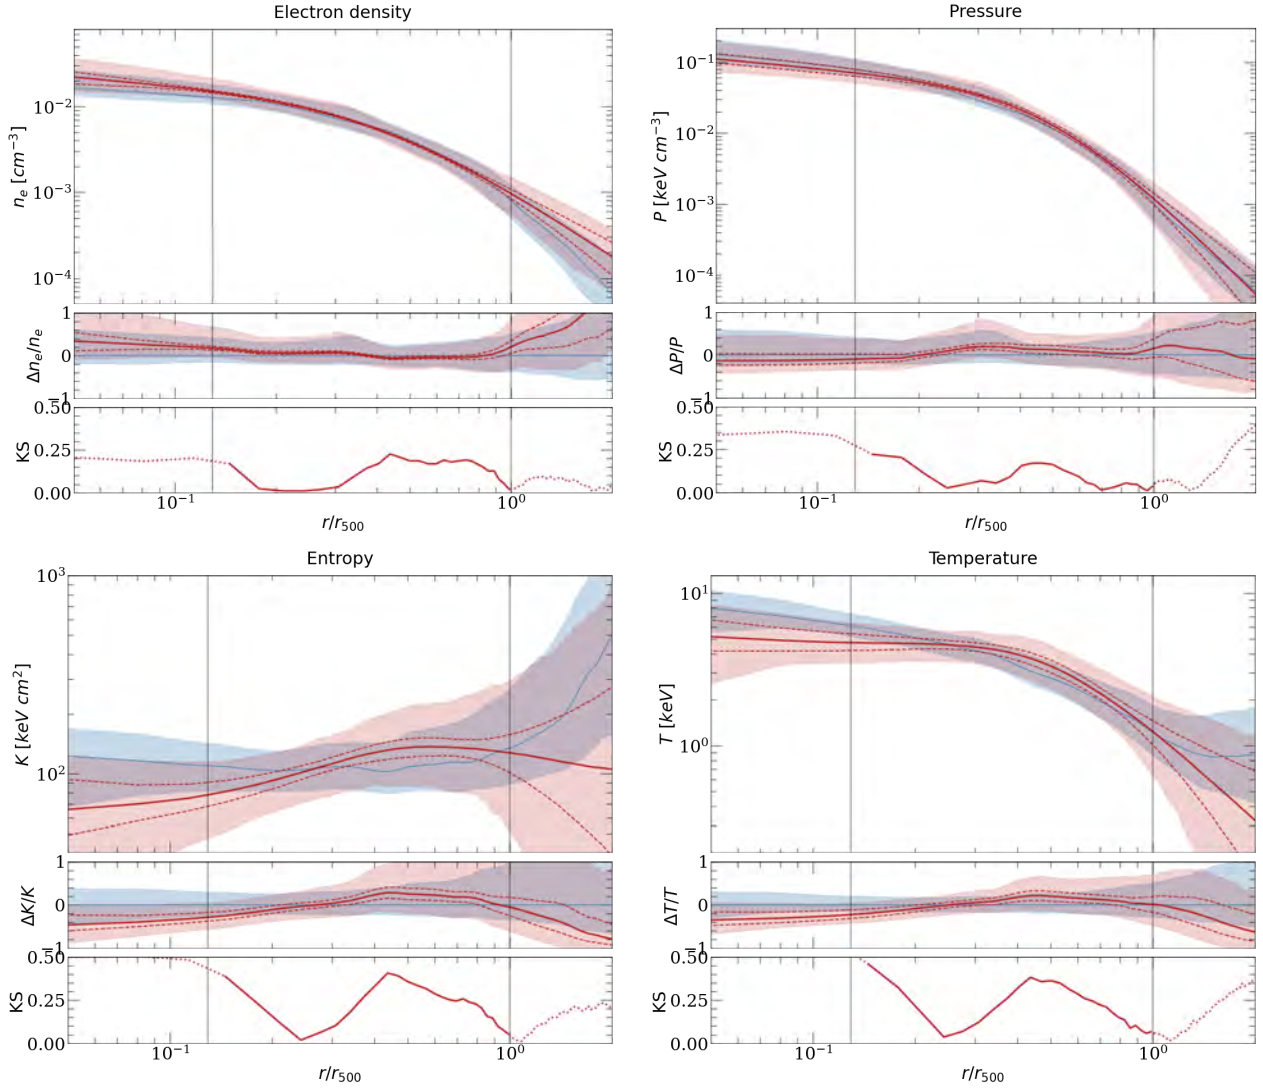 Electron density
n_e [cm^−3]
10^−2
10^−3
10^−4
Δn_e/n_e
1
0
−1
KS
0.50
0.25
0.00
10^−1
10^0
r/r_500
Pressure
P [keV cm^−3]
10^−1
10^−2
10^−3
10^−4
ΔP/P
1
0
−1
KS
0.50
0.25
0.00
10^−1
10^0
r/r_500
Entropy
K [keV cm^2]
10^3
10^2
ΔK/K
1
0
−1
KS
0.50
0.25
0.00
10^−1
10^0
r/r_500
Temperature
T [keV]
10^1
10^0
ΔT/T
1
0
−1
KS
0.50
0.25
0.00
10^−1
10^0
r/r_500